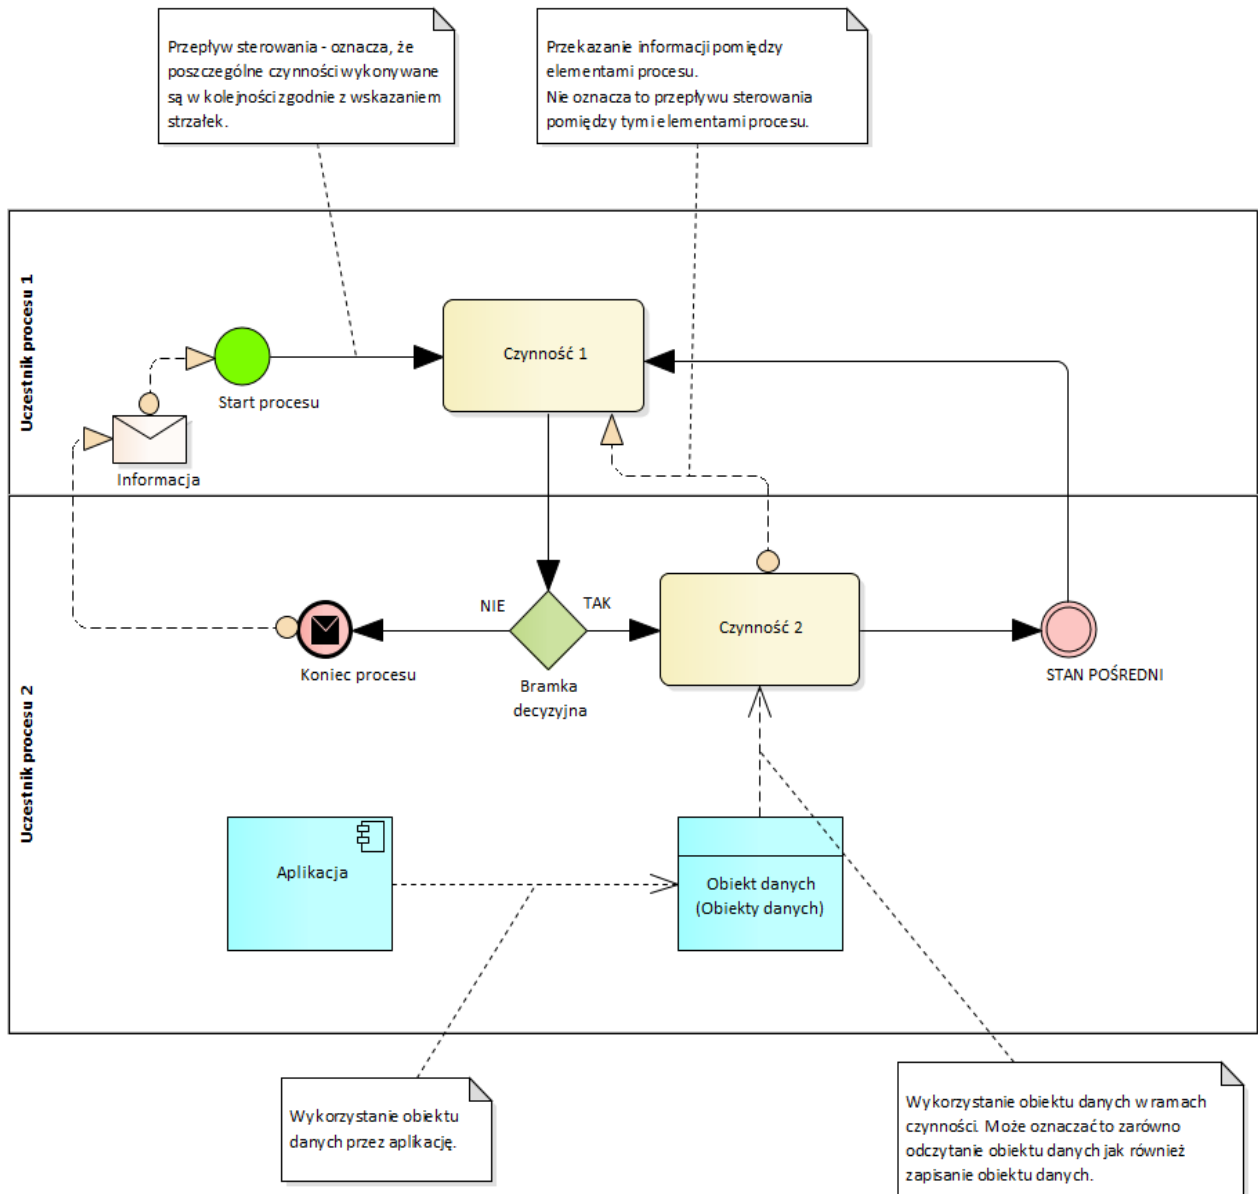 Przepływ sterowania - oznacza, że
poszczególne czynności wykonywane
są w kolejności zgodnie z wskazaniem
strzałek.
Przekazanie informacji pomiędzy
elementami procesu.
Nie oznacza to przepływu sterowania
pomiędzy tymi elementami procesu.
Uczestnik procesu 1
Czynność 1
Start procesu
Informacja
Uczestnik procesu 2
NIE
TAK
Czynność 2
Koniec procesu
Bramka
decyzyjna
STAN POŚREDNI
Aplikacja
Obiekt danych
(Obiekty danych)
Wykorzystanie obiektu
danych przez aplikację.
Wykorzystanie obiektu danych w ramach
czynności. Może oznaczać to zarówno
odczytanie obiektu danych jak również
zapisanie obiektu danych.